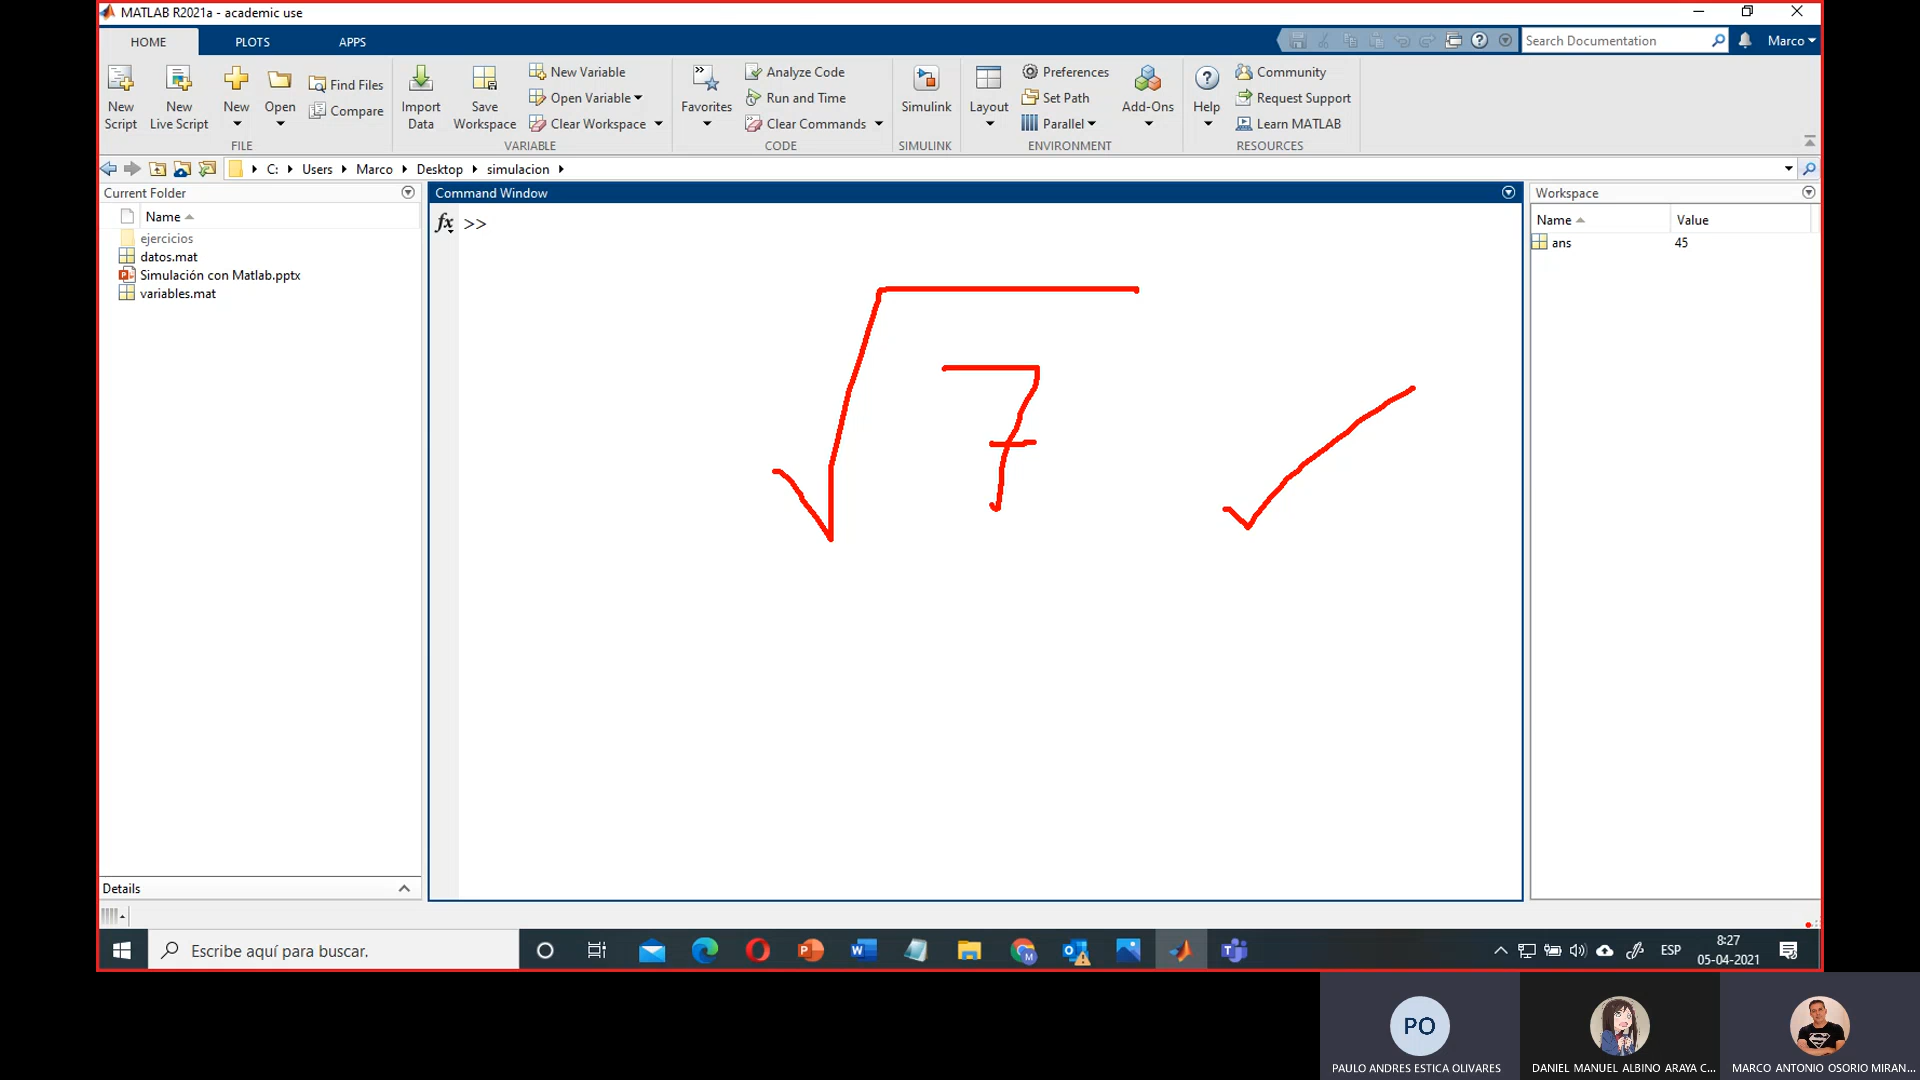 MATLAB R2021a - academic use
HOME PLOTS APPS
Search Documentation
Marco
New Script
New Live Script
New
Open
Find Files
Compare
Import Data
Save Workspace
New Variable
Open Variable
Clear Workspace
Favorites
Analyze Code
Run and Time
Clear Commands
Simulink
Layout
Preferences
Set Path
Parallel
Add-Ons
Help
Community
Request Support
Learn MATLAB
FILE VARIABLE CODE SIMULINK ENVIRONMENT RESOURCES
C: Users Marco Desktop simulacion
Current Folder
Name
ejercicios
datos.mat
Simulación con Matlab.pptx
variables.mat
Details
Command Window
fx >>
√7
Workspace
Name Value
ans 45
Escribe aquí para buscar.
ESP
8:27
05-04-2021
PO
PAULO ANDRES ESTICA OLIVARES
DANIEL MANUEL ALBINO ARAYA C...
MARCO ANTONIO OSORIO MIRAN...